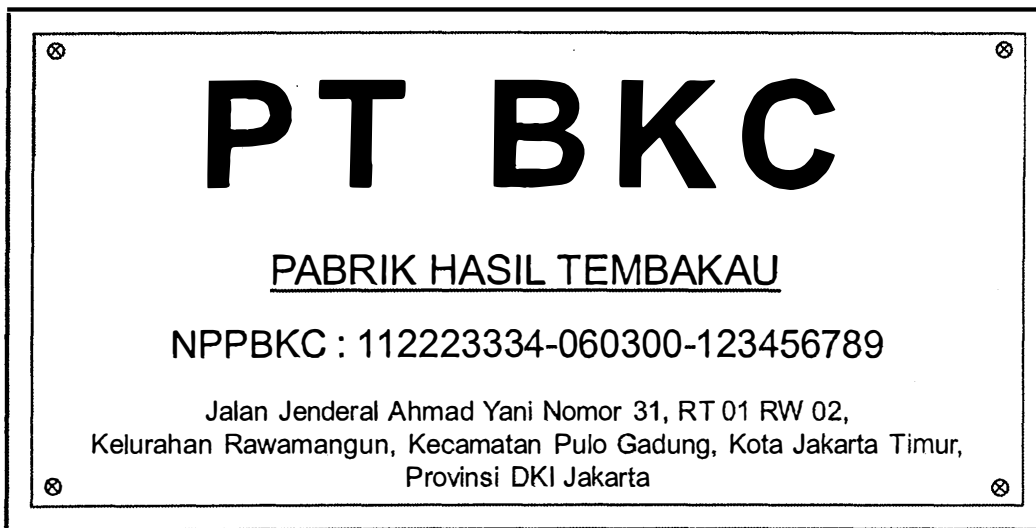 PT BKC
PABRIK HASIL TEMBAKAU
NPPBKC : 112223334-060300-123456789
Jalan Jenderal Ahmad Yani Nomor 31, RT 01 RW 02,
Kelurahan Rawamangun, Kecamatan Pulo Gadung, Kota Jakarta Timur,
Provinsi DKI Jakarta